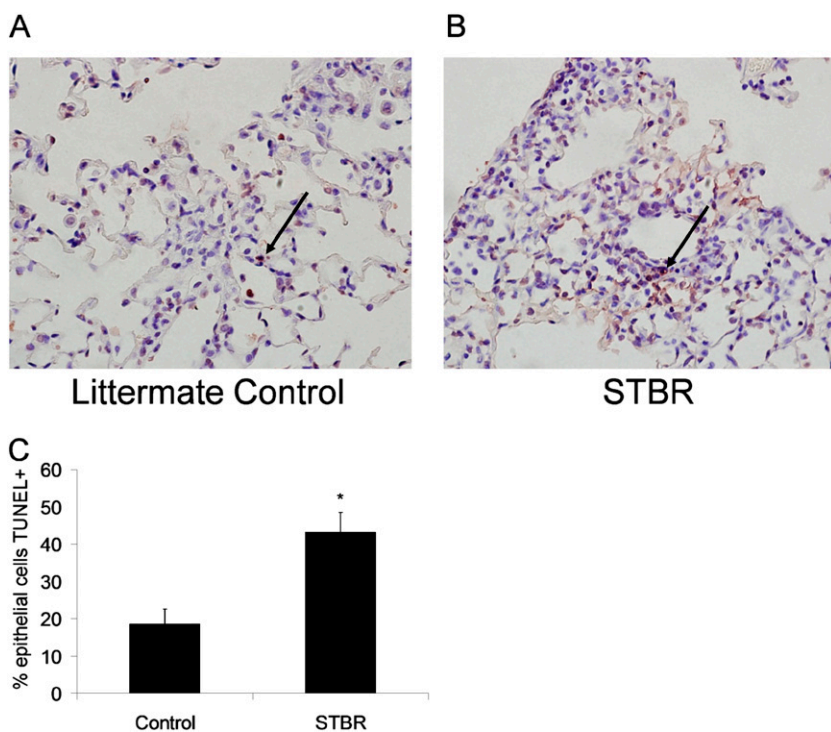 A
B
Littermate Control
STBR
C
% epithelial cells TUNEL+
60
50
40
30
20
10
0
*
Control
STBR